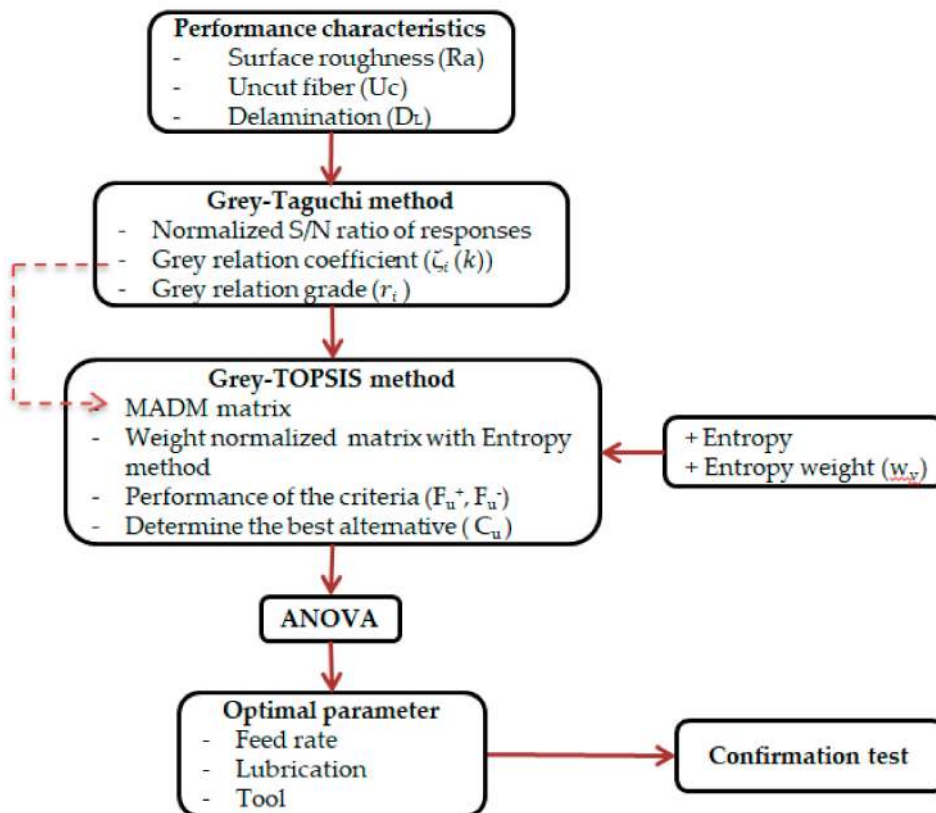 Performance characteristics
- Surface roughness (Ra)
- Uncut fiber (Uc)
- Delamination (DL)
Grey-Taguchi method
- Normalized S/N ratio of responses
- Grey relation coefficient (ζi (k))
- Grey relation grade (ri )
Grey-TOPSIS method
- MADM matrix
- Weight normalized matrix with Entropy
method
- Performance of the criteria (Fu+, Fu-)
- Determine the best alternative ( Cu)
+ Entropy
+ Entropy weight (wv)
ANOVA
Optimal parameter
- Feed rate
- Lubrication
- Tool
Confirmation test